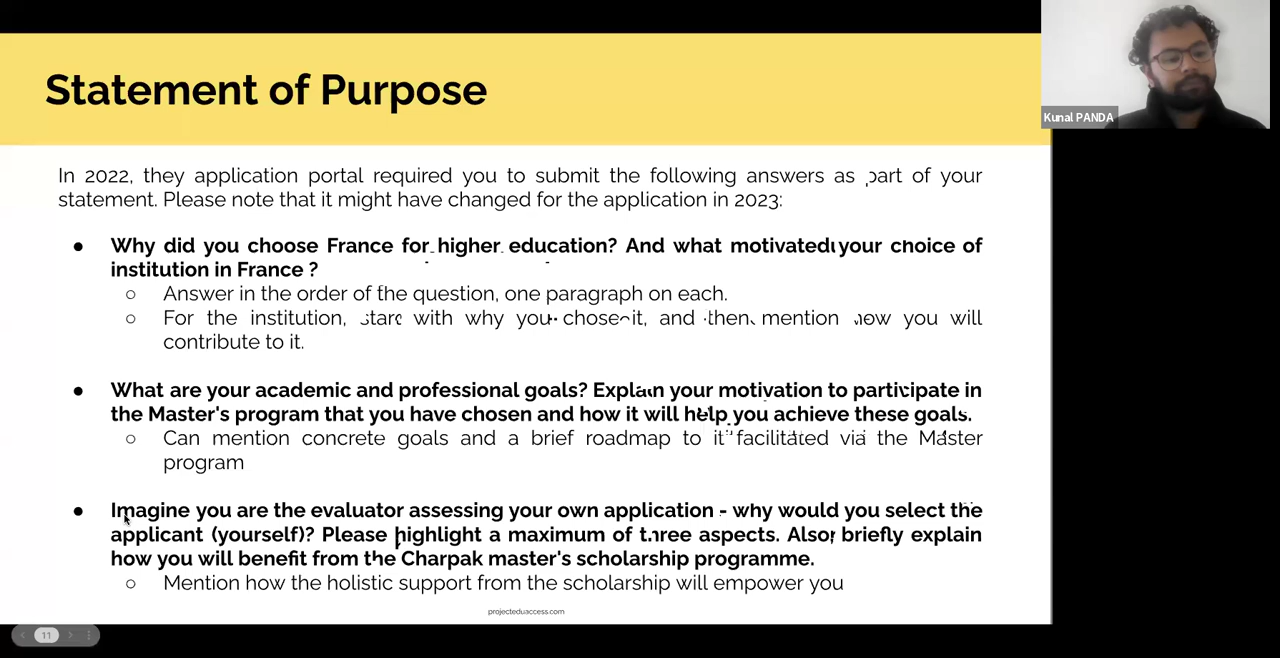 Statement of Purpose
Kunal PANDA
In 2022, they application portal required you to submit the following answers as part of your
statement. Please note that it might have changed for the application in 2023:
● Why did you choose France for higher education? And what motivated your choice of
institution in France ?
○ Answer in the order of the question, one paragraph on each.
○ For the institution, start with why you chose it, and then mention how you will
contribute to it.
● What are your academic and professional goals? Explain your motivation to participate in
the Master's program that you have chosen and how it will help you achieve these goals.
○ Can mention concrete goals and a brief roadmap to it facilitated via the Master
program
● Imagine you are the evaluator assessing your own application - why would you select the
applicant (yourself)? Please highlight a maximum of three aspects. Also briefly explain
how you will benefit from the Charpak master's scholarship programme.
○ Mention how the holistic support from the scholarship will empower you
projecteduaccess.com
11